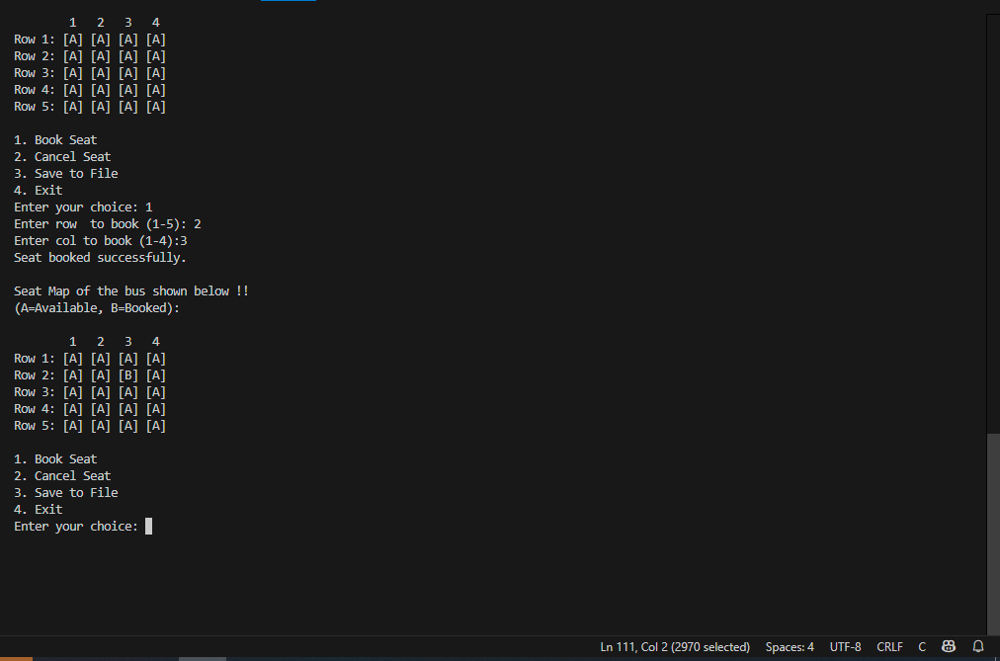 1   2   3   4
Row 1: [A] [A] [A] [A]
Row 2: [A] [A] [A] [A]
Row 3: [A] [A] [A] [A]
Row 4: [A] [A] [A] [A]
Row 5: [A] [A] [A] [A]

1. Book Seat
2. Cancel Seat
3. Save to File
4. Exit
Enter your choice: 1
Enter row  to book (1-5): 2
Enter col to book (1-4):3
Seat booked successfully.

Seat Map of the bus shown below !!
(A=Available, B=Booked):

        1   2   3   4
Row 1: [A] [A] [A] [A]
Row 2: [A] [A] [B] [A]
Row 3: [A] [A] [A] [A]
Row 4: [A] [A] [A] [A]
Row 5: [A] [A] [A] [A]

1. Book Seat
2. Cancel Seat
3. Save to File
4. Exit
Enter your choice:
Ln 111, Col 2 (2970 selected) Spaces: 4 UTF-8 CRLF C